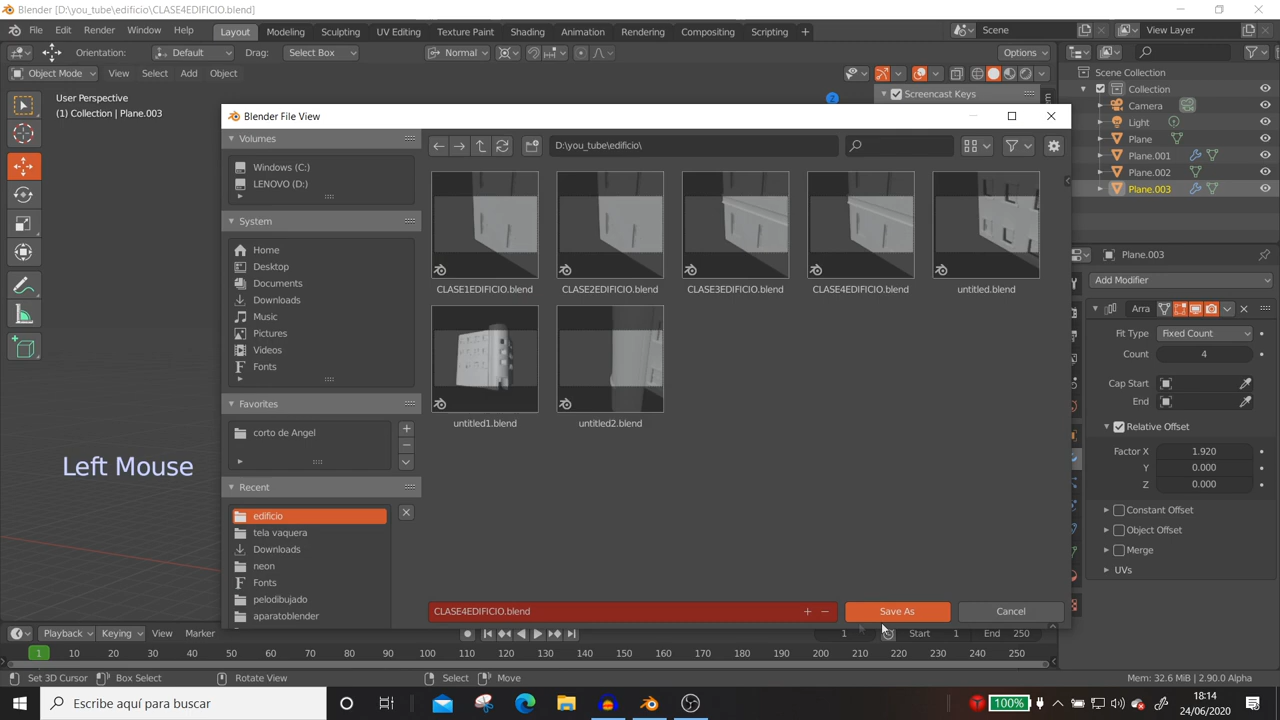 Blender [D:\you_tube\edificio\CLASE4EDIFICIO.blend]
File Edit Render Window Help Layout Modeling Sculpting UV Editing Texture Paint Shading Animation Rendering Compositing Scripting + Scene View Layer
Orientation: Default Drag: Select Box Normal Options
Object Mode View Select Add Object
User Perspective
(1) Collection | Plane.003
Screencast Keys
Left Mouse
Blender File View
Volumes
Windows (C:)
LENOVO (D:)
System
Home
Desktop
Documents
Downloads
Music
Pictures
Videos
Fonts
Favorites
corto de Angel
Recent
edificio
tela vaquera
Downloads
neon
Fonts
pelodibujado
aparatoblender
D:\you_tube\edificio\
CLASE1EDIFICIO.blend
CLASE2EDIFICIO.blend
CLASE3EDIFICIO.blend
CLASE4EDIFICIO.blend
untitled.blend
untitled1.blend
untitled2.blend
CLASE4EDIFICIO.blend + −
Save As
Cancel
Scene Collection
Collection
Camera
Light
Plane
Plane.001
Plane.002
Plane.003
Plane.003
Add Modifier
Arra
Fit Type Fixed Count
Count 4
Cap Start
End
Relative Offset
Factor X 1.920
Y 0.000
Z 0.000
Constant Offset
Object Offset
Merge
UVs
Playback Keying View Marker 1 Start 1 End 250
1 10 20 30 40 50 60 70 80 90 100 110 120 130 140 150 160 170 180 190 200 210 220 230 240 250
Set 3D Cursor Box Select Rotate View Select Move Mem: 32.6 MiB | 2.90.0 Alpha
Escribe aquí para buscar
100%
18:14
24/06/2020